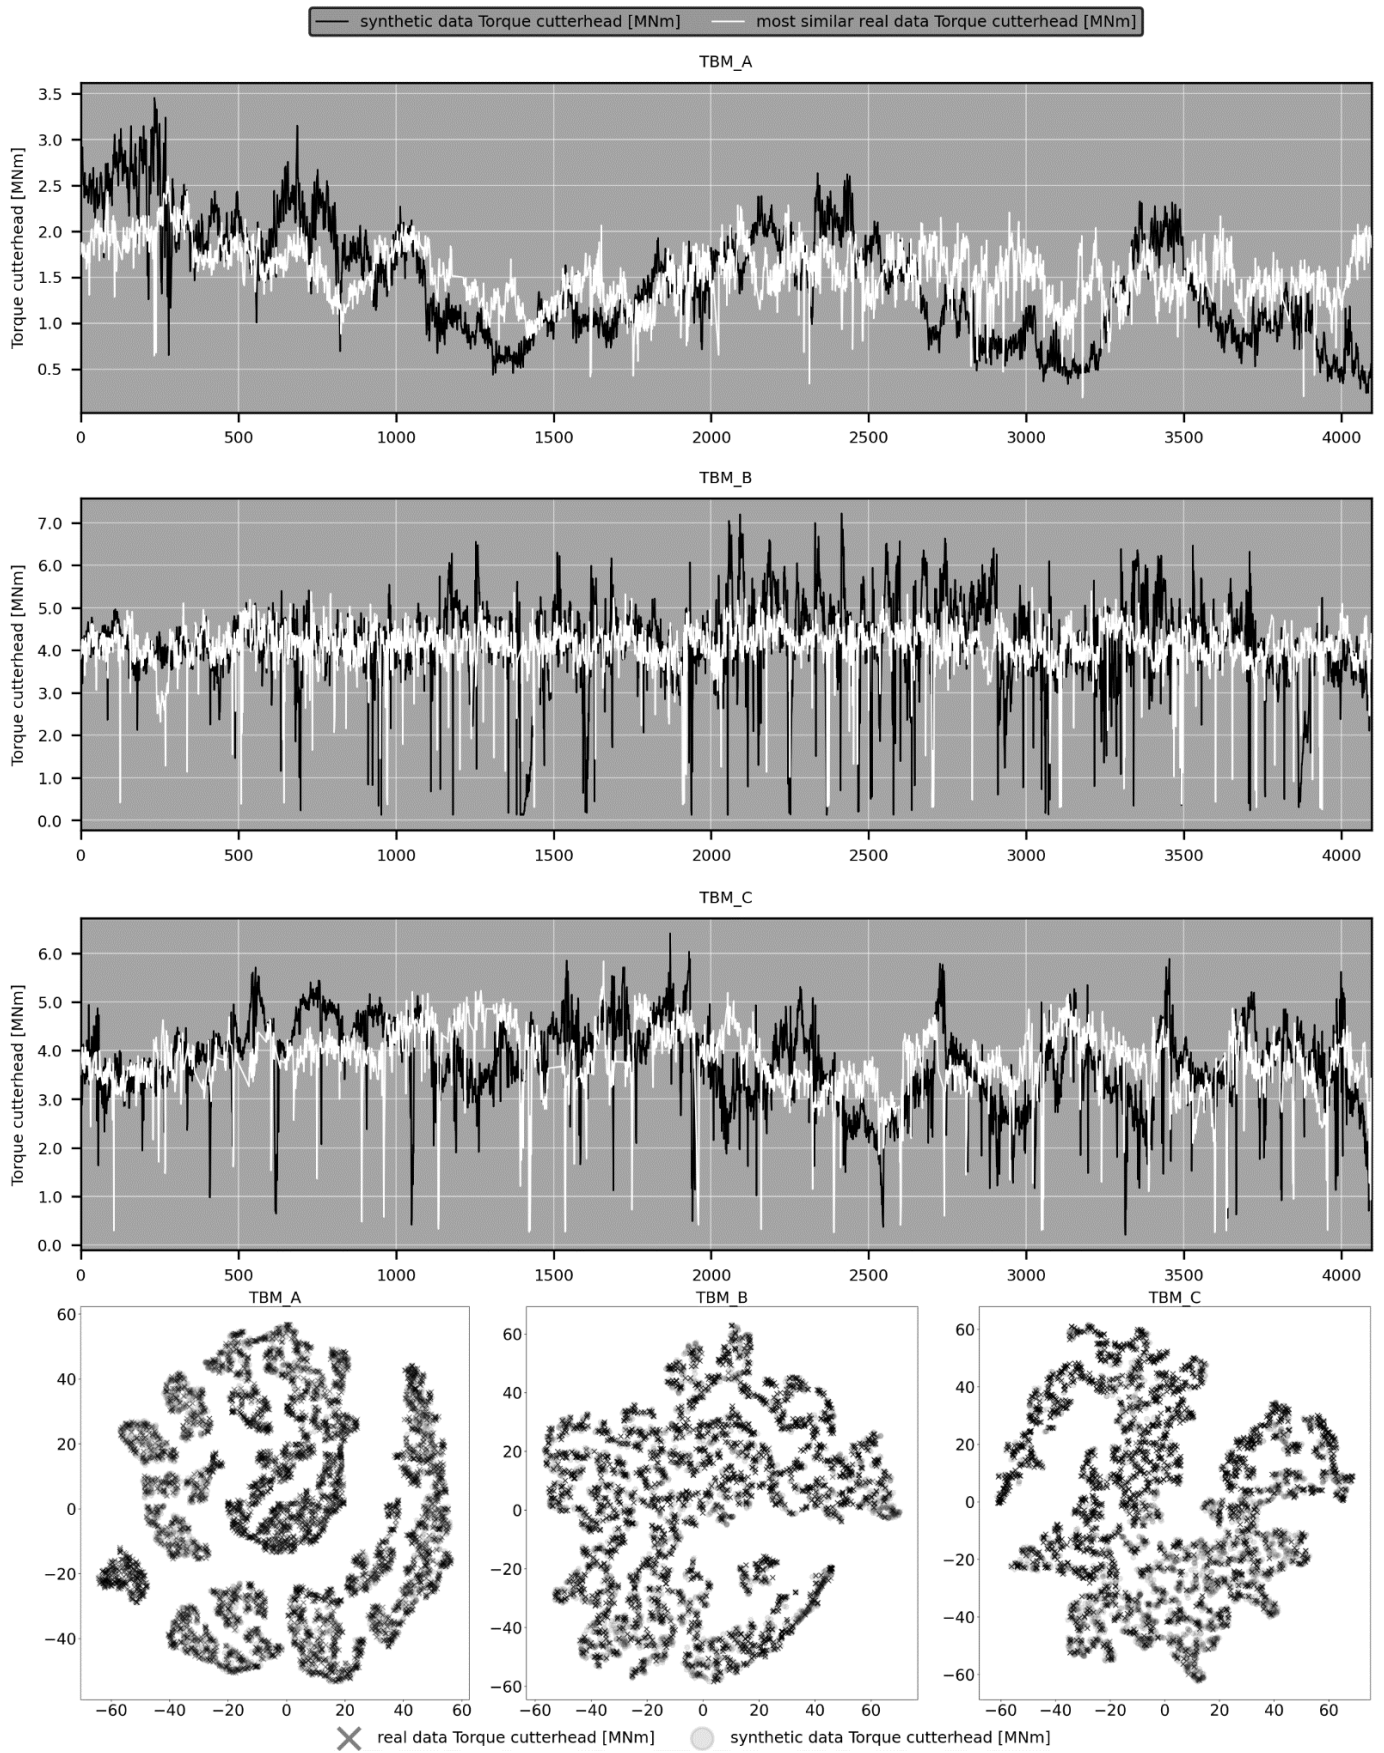 synthetic data Torque cutterhead [MNm] most similar real data Torque cutterhead [MNm]
TBM_A
Torque cutterhead [MNm]
3.5
3.0
2.5
2.0
1.5
1.0
0.5
0 500 1000 1500 2000 2500 3000 3500 4000
TBM_B
Torque cutterhead [MNm]
7.0
6.0
5.0
4.0
3.0
2.0
1.0
0.0
0 500 1000 1500 2000 2500 3000 3500 4000
TBM_C
Torque cutterhead [MNm]
6.0
5.0
4.0
3.0
2.0
1.0
0.0
0 500 1000 1500 2000 2500 3000 3500 4000
TBM_A
60
40
20
0
−20
−40
−60 −40 −20 0 20 40
TBM_B
60
40
20
0
−20
−40
−60
−60 −40 −20 0 20 40 60
TBM_C
60
40
20
0
−20
−40
−60
−60 −40 −20 0 20 40 60
real data Torque cutterhead [MNm] synthetic data Torque cutterhead [MNm]